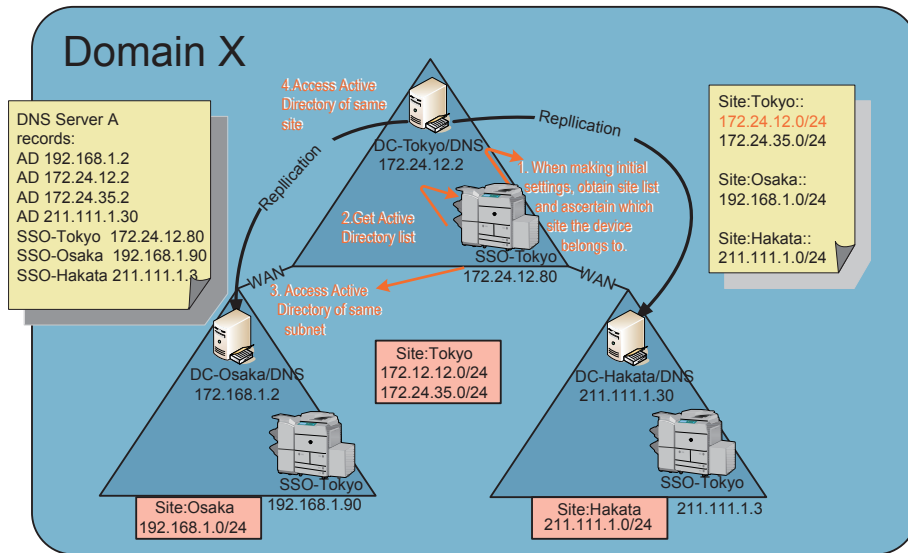 Domain X
DNS Server A
records:
AD 192.168.1.2
AD 172.24.12.2
AD 172.24.35.2
AD 211.111.1.30
SSO-Tokyo 172.24.12.80
SSO-Osaka 192.168.1.90
SSO-Hakata 211.111.1.3
4.Access Active
Directory of same
site
DC-Tokyo/DNS
172.24.12.2
Repllication
Repllication
1. When making initial
settings, obtain site list
and ascertain which
site the device
belongs to.
2.Get Active
Directory list
SSO-Tokyo
172.24.12.80
3. Access Active
Directory of same
subnet
WAN
WAN
Site:Tokyo::
172.24.12.0/24
172.24.35.0/24
Site:Osaka::
192.168.1.0/24
Site:Hakata::
211.111.1.0/24
DC-Osaka/DNS
172.168.1.2
Site:Tokyo
172.12.12.0/24
172.24.35.0/24
DC-Hakata/DNS
211.111.1.30
SSO-Tokyo
192.168.1.90
Site:Osaka
192.168.1.0/24
SSO-Tokyo
211.111.1.3
Site:Hakata
211.111.1.0/24